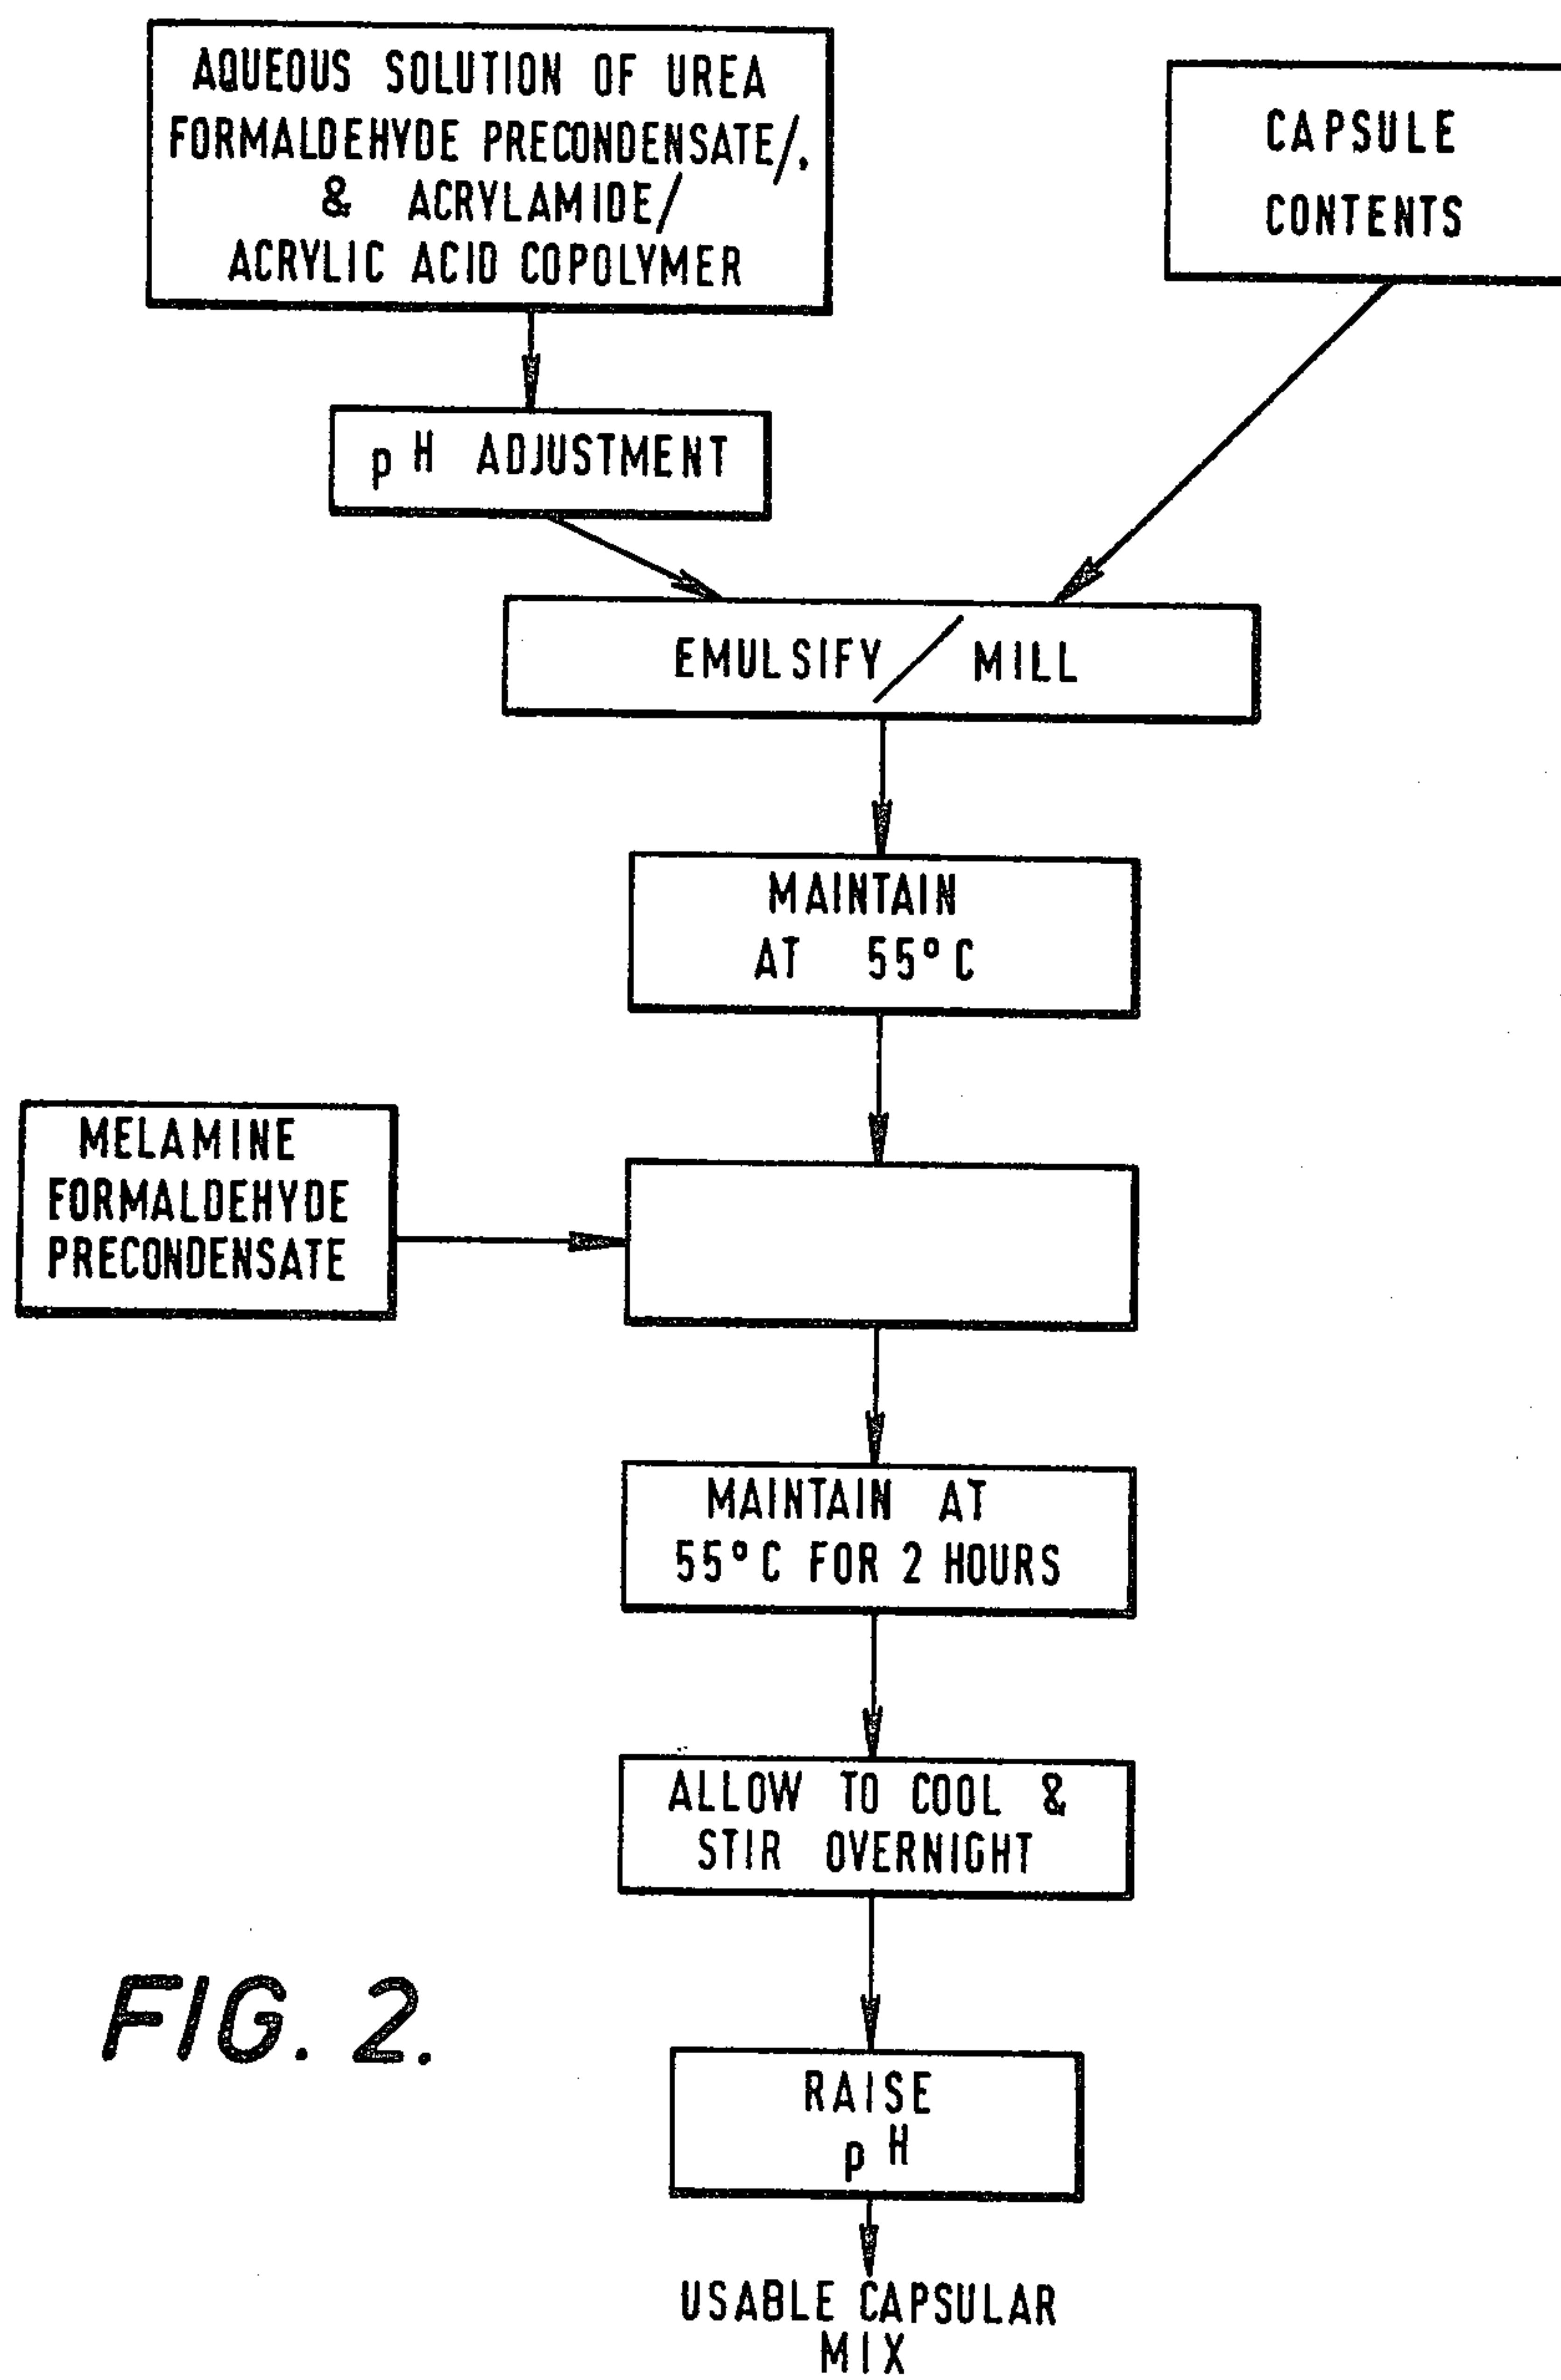 AQUEOUS SOLUTION OF UREA
FORMALDEHYDE PRECONDENSATE/.
& ACRYLAMIDE/
ACRYLIC ACID COPOLYMER
CAPSULE
CONTENTS
pH ADJUSTMENT
EMULSIFY / MILL
MAINTAIN
AT 55°C
MELAMINE
FORMALDEHYDE
PRECONDENSATE
MAINTAIN AT
55°C FOR 2 HOURS
ALLOW TO COOL &
STIR OVERNIGHT
RAISE
pH
USABLE CAPSULAR
MIX
FIG. 2.